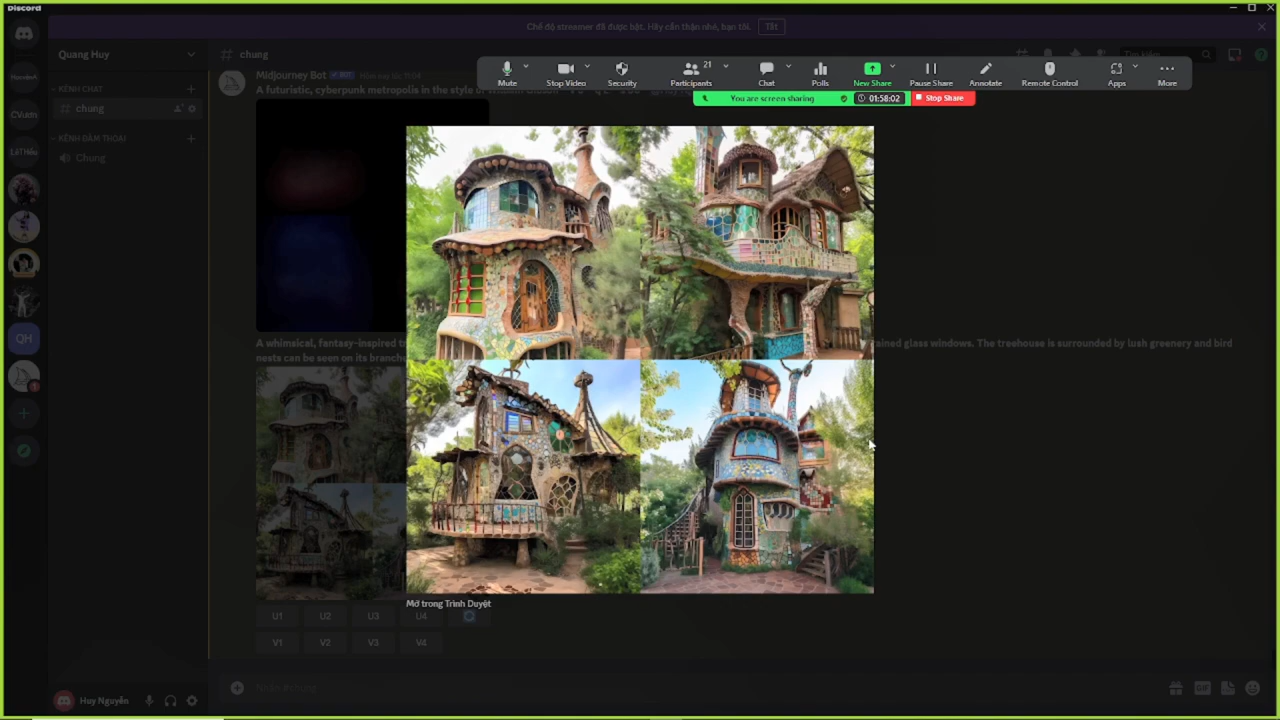 Discord
Chế độ streamer đã được bật. Hãy cẩn thận nhé, bạn tôi.
Tắt
Quang Huy
chung
KÊNH CHAT
chung
KÊNH ĐÀM THOẠI
Chung
Mute
Stop Video
Security
Participants
21
Chat
Polls
New Share
Pause Share
Annotate
Remote Control
Apps
More
You are screen sharing
01:58:02
Stop Share
Midjourney Bot
BOT
A futuristic, cyberpunk metropolis in the style of
A whimsical, fantasy-inspired
ained glass windows. The treehouse is surrounded by lush greenery and bird
nests can be seen on its branch
QH
Mở trong Trình Duyệt
U1
U2
U3
U4
V1
V2
V3
V4
Huy Nguyễn
GIF